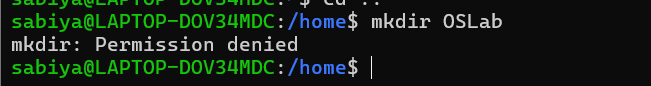 sabiya@LAPTOP-DOV34MDC:/home$ mkdir OSLab
mkdir: Permission denied
sabiya@LAPTOP-DOV34MDC:/home$